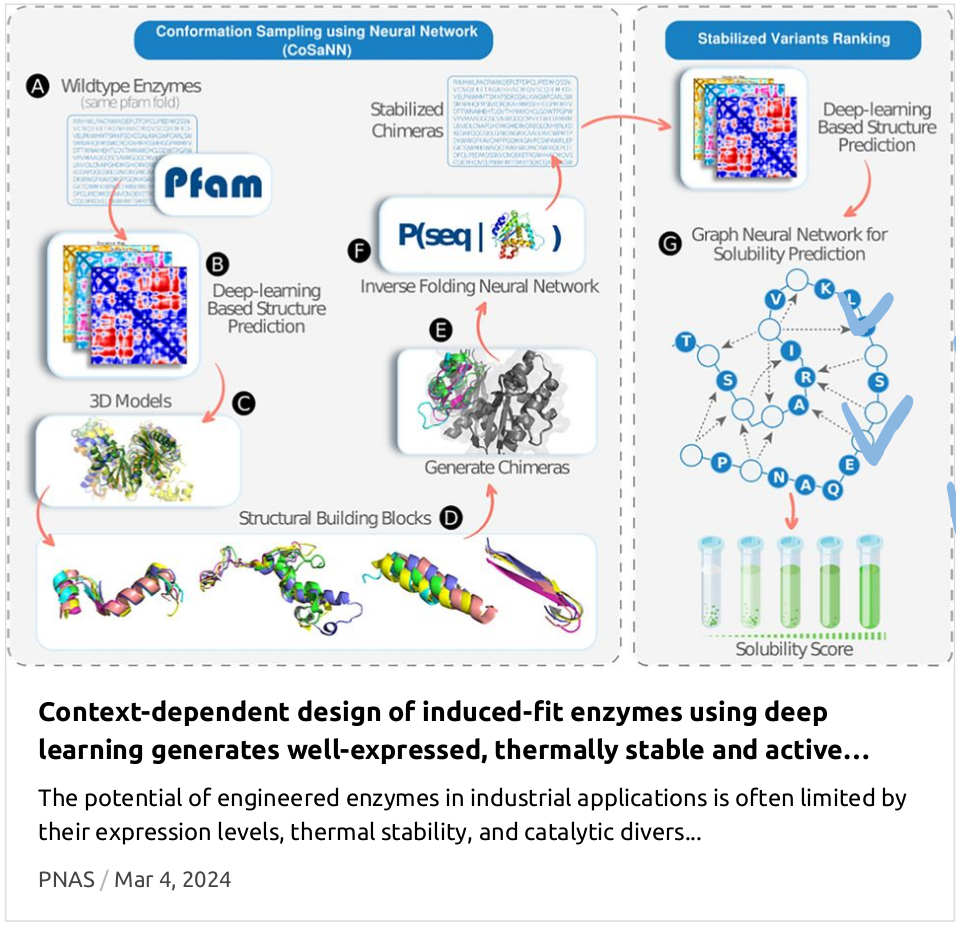 Conformation Sampling using Neural Network
(CoSaNN)
A
Wildtype Enzymes
(same pfam fold)
Pfam
B
Deep-learning
Based Structure
Prediction
C
3D Models
Structural Building Blocks
D
E
Generate Chimeras
F
P(seq | )
Inverse Folding Neural Network
Stabilized
Chimeras
Stabilized Variants Ranking
Deep-learning
Based Structure
Prediction
G
Graph Neural Network for
Solubility Prediction
V
K
L
T
I
S
R
S
A
E
P
N
A
Q
Solubility Score
Context-dependent design of induced-fit enzymes using deep
learning generates well-expressed, thermally stable and active...
The potential of engineered enzymes in industrial applications is often limited by
their expression levels, thermal stability, and catalytic divers...
PNAS / Mar 4, 2024